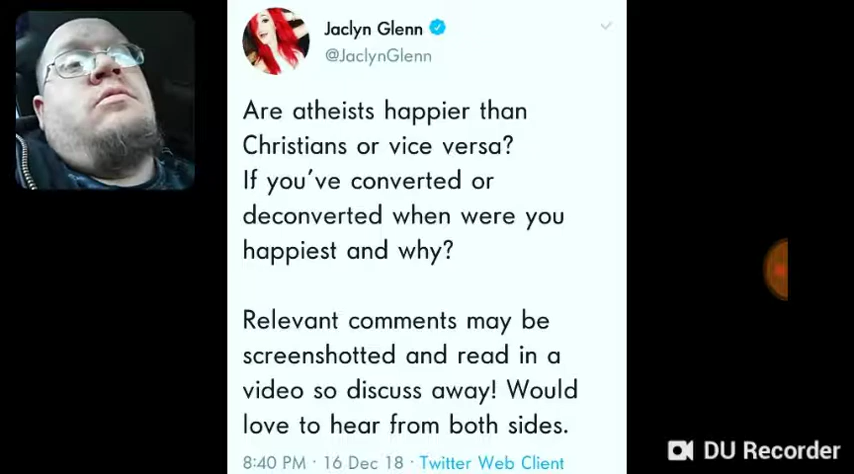 Jaclyn Glenn
@JaclynGlenn
Are atheists happier than
Christians or vice versa?
If you've converted or
deconverted when were you
happiest and why?
Relevant comments may be
screenshotted and read in a
video so discuss away! Would
love to hear from both sides.
8:40 PM · 16 Dec 18 · Twitter Web Client
DU Recorder